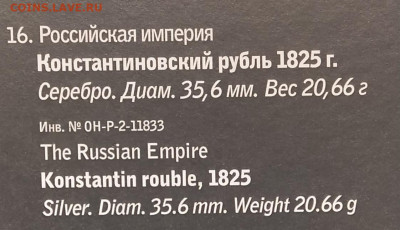 COINS.LAVE.RU
16. Российская империя
Константиновский рубль 1825 г.
Серебро. Диам. 35,6 мм. Вес 20,66 г
Инв. № ОН-Р-2-11833
The Russian Empire
Konstantin rouble, 1825
Silver. Diam. 35.6 mm. Weight 20.66 g